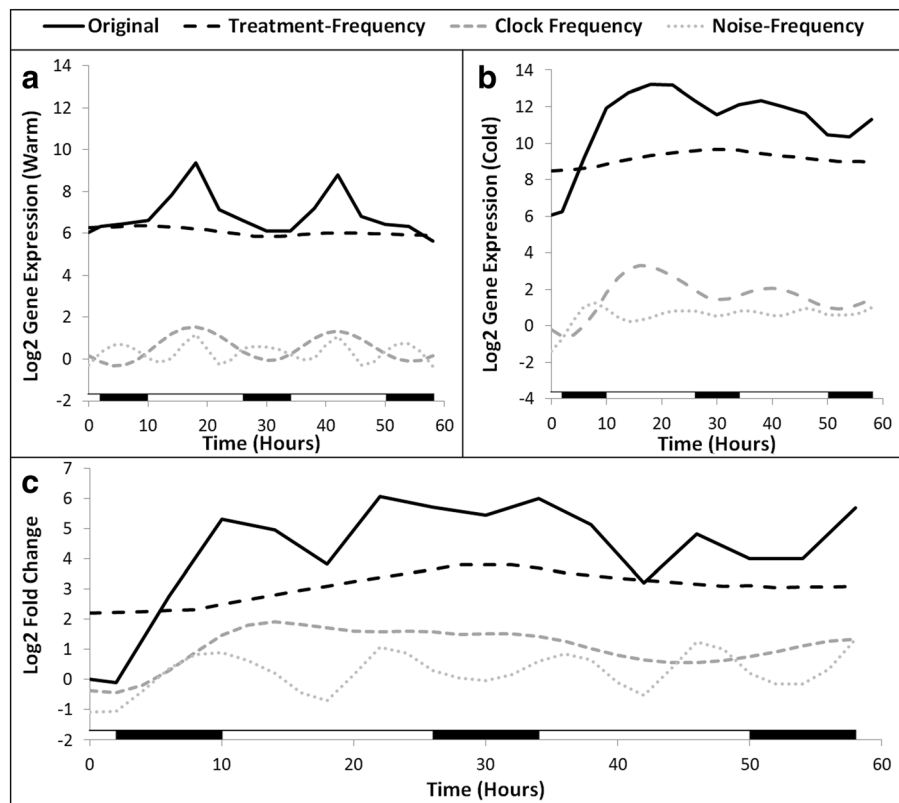 Original Treatment-Frequency Clock Frequency Noise-Frequency
a
14
12
10
8
6
4
2
0
-2
Log2 Gene Expression (Warm)
0 10 20 30 40 50 60
Time (Hours)
b
14
12
10
8
6
4
2
0
-2
-4
Log2 Gene Expression (Cold)
0 10 20 30 40 50 60
Time (Hours)
c
7
6
5
4
3
2
1
0
-1
-2
Log2 Fold Change
0 10 20 30 40 50 60
Time (Hours)